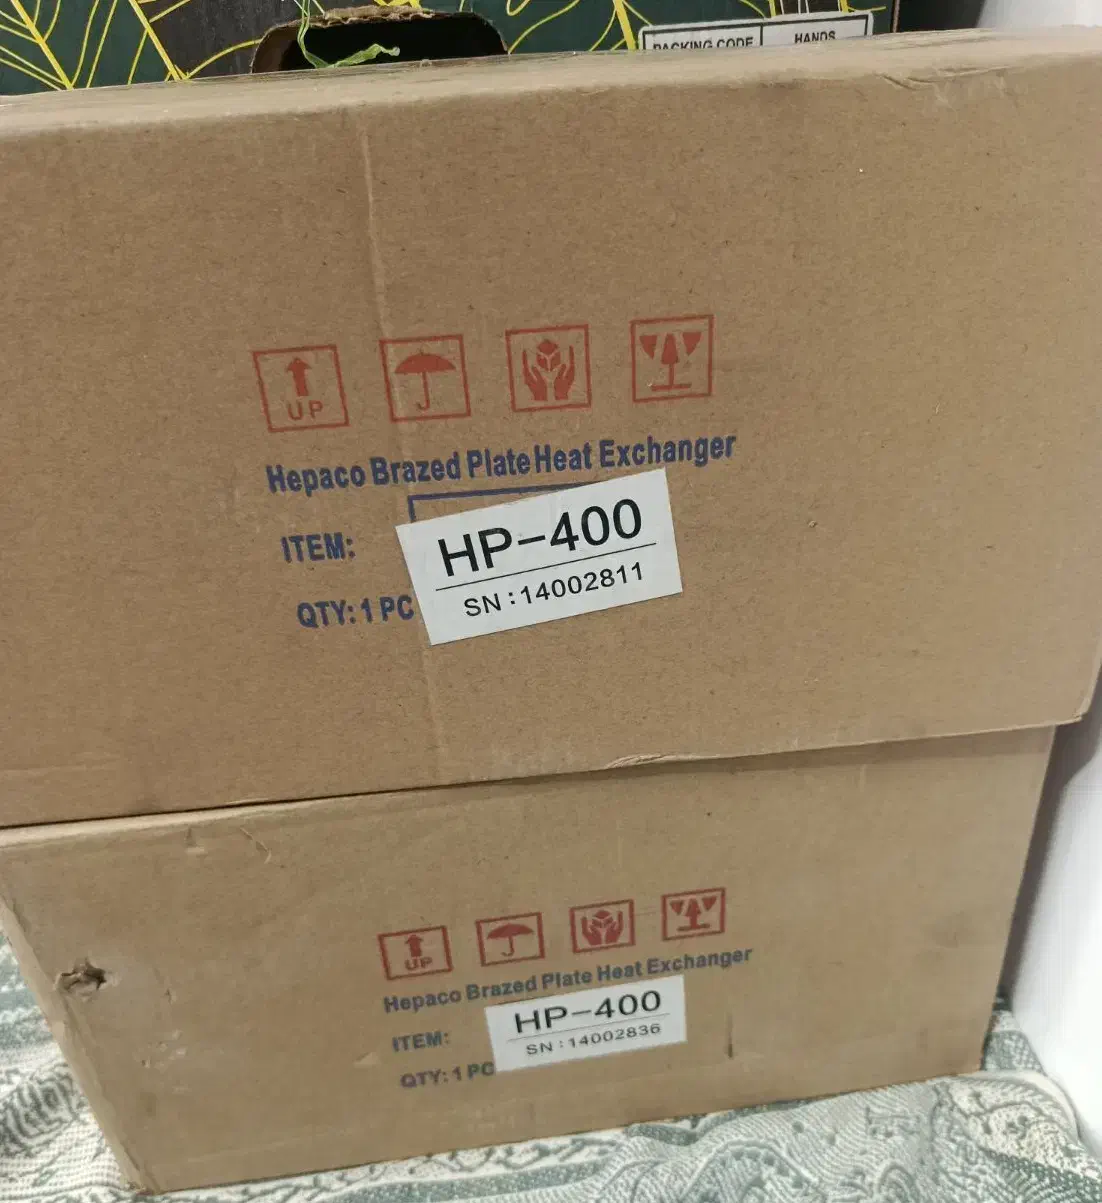 PACKING CODE
HANDS
UP
Hepaco Brazed Plate Heat Exchanger
ITEM:
HP-400
QTY: 1 PC
SN:14002811
UP
Hepaco Brazed Plate Heat Exchanger
ITEM:
HP-400
SN:14002836
QTY: 1 PC